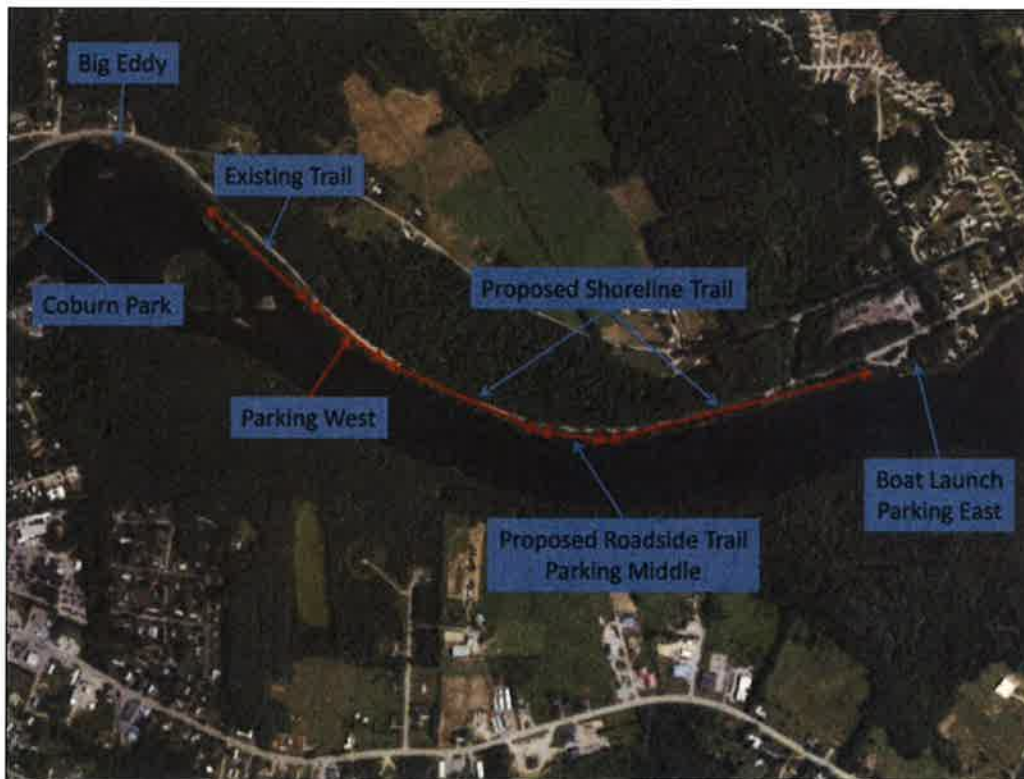 Big Eddy
Existing Trail
Proposed Shoreline Trail
Coburn Park
Parking West
Boat Launch
Parking East
Proposed Roadside Trail
Parking Middle